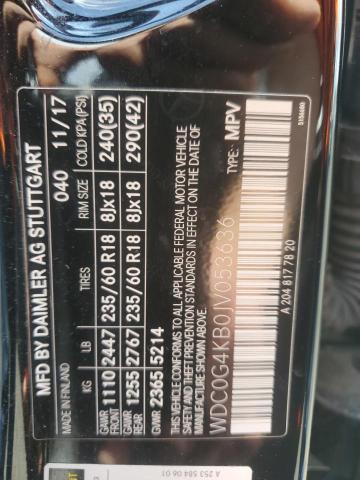 MFD BY DAIMLER AG STUTTGART
MADE IN FINLAND 040 11/17
KG LB TIRES RIM SIZE COLD KPA(PSI)
GAWR FRONT 1110 2447 235/60 R18 8Jx18 240(35)
GAWR REAR 1255 2767 235/60 R18 8Jx18 290(42)
GVWR 2365 5214
THIS VEHICLE CONFORMS TO ALL APPLICABLE FEDERAL MOTOR VEHICLE
SAFETY AND THEFT PREVENTION STANDARDS IN EFFECT ON THE DATE OF
MANUFACTURE SHOWN ABOVE
WDC0G4KB0JV053636 TYPE: MPV
A 204 817 78 20
A 253 584 06 01